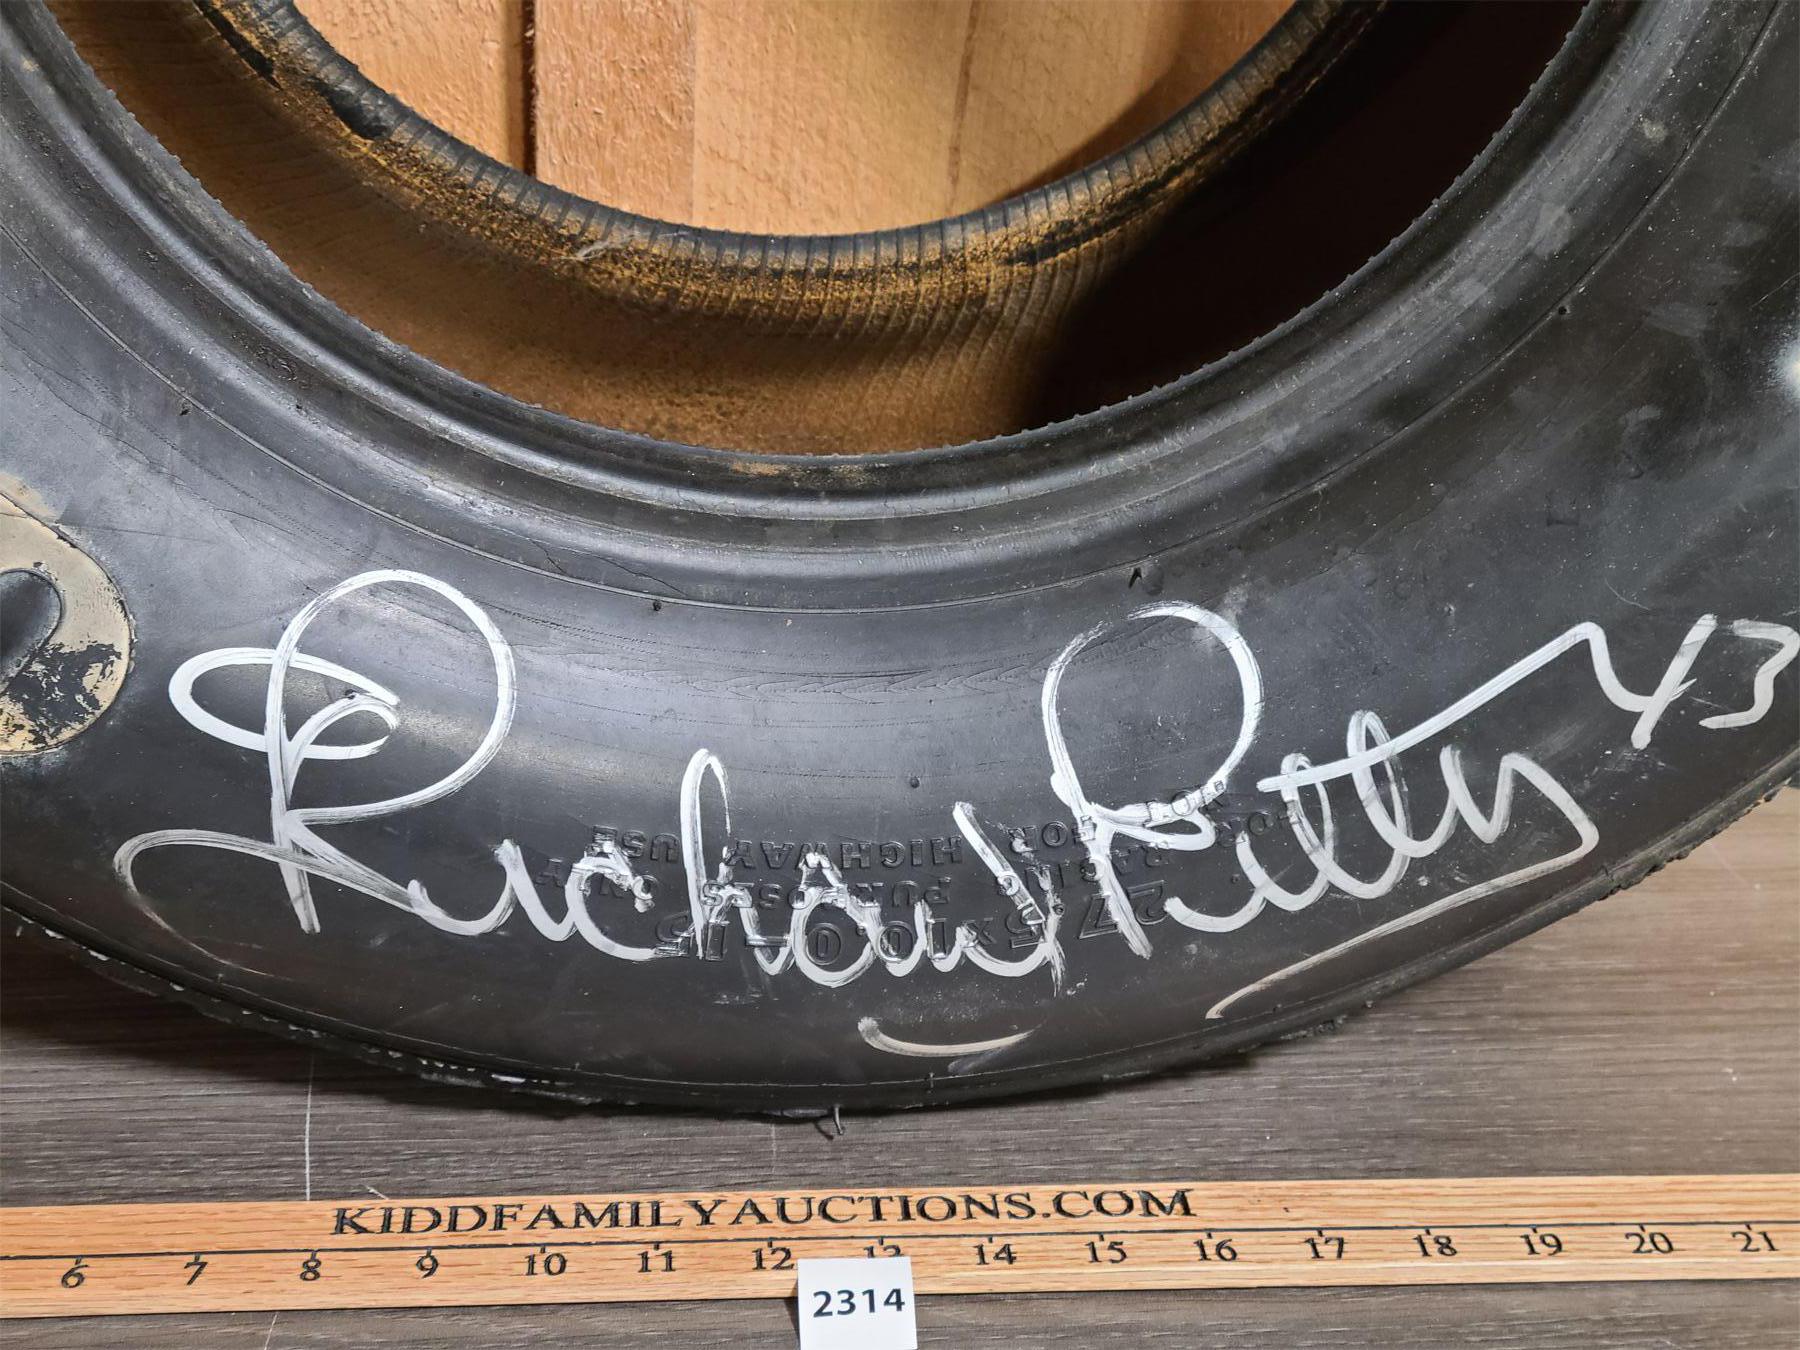 Richard Petty 43
NOT FOR HIGHWAY USE
FOR RACING PURPOSES ONLY
27.5x10.0-15
KIDDFAMILYAUCTIONS.COM
6 7 8 9 10 11 12 13 14 15 16 17 18 19 20 21
2314